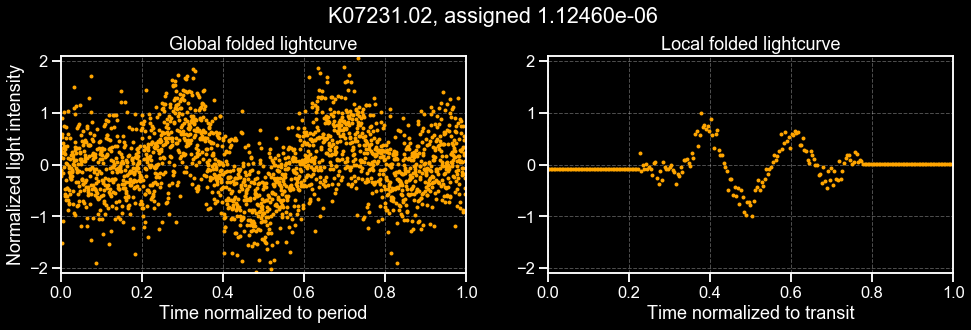 K07231.02, assigned 1.12460e-06
Global folded lightcurve
Local folded lightcurve
Normalized light intensity
2
1
0
−1
−2
0.0 0.2 0.4 0.6 0.8 1.0
Time normalized to period
2
1
0
−1
−2
0.0 0.2 0.4 0.6 0.8 1.0
Time normalized to transit